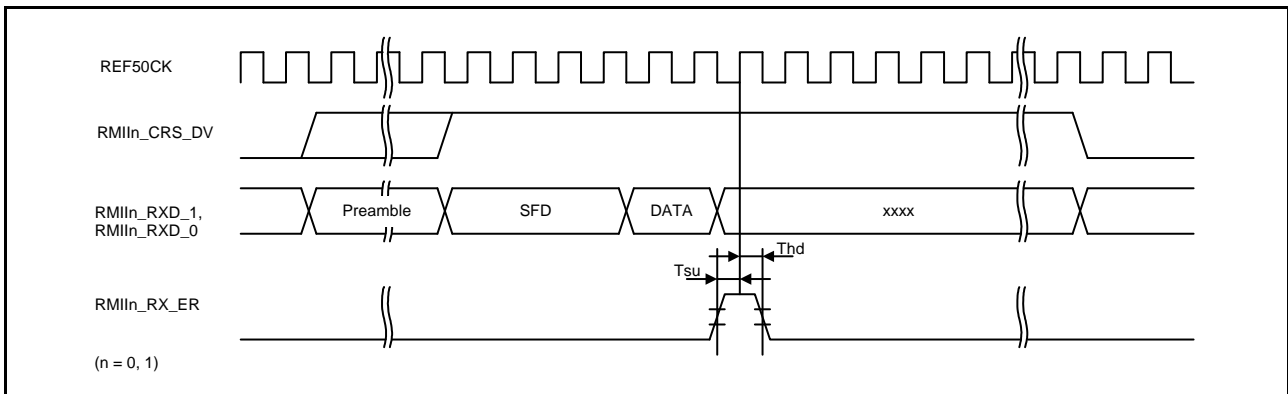 REF50CK
RMIIn_CRS_DV
RMIIn_RXD_1,
RMIIn_RXD_0
Preamble
SFD
DATA
xxxx
Tsu
Thd
RMIIn_RX_ER
(n = 0, 1)